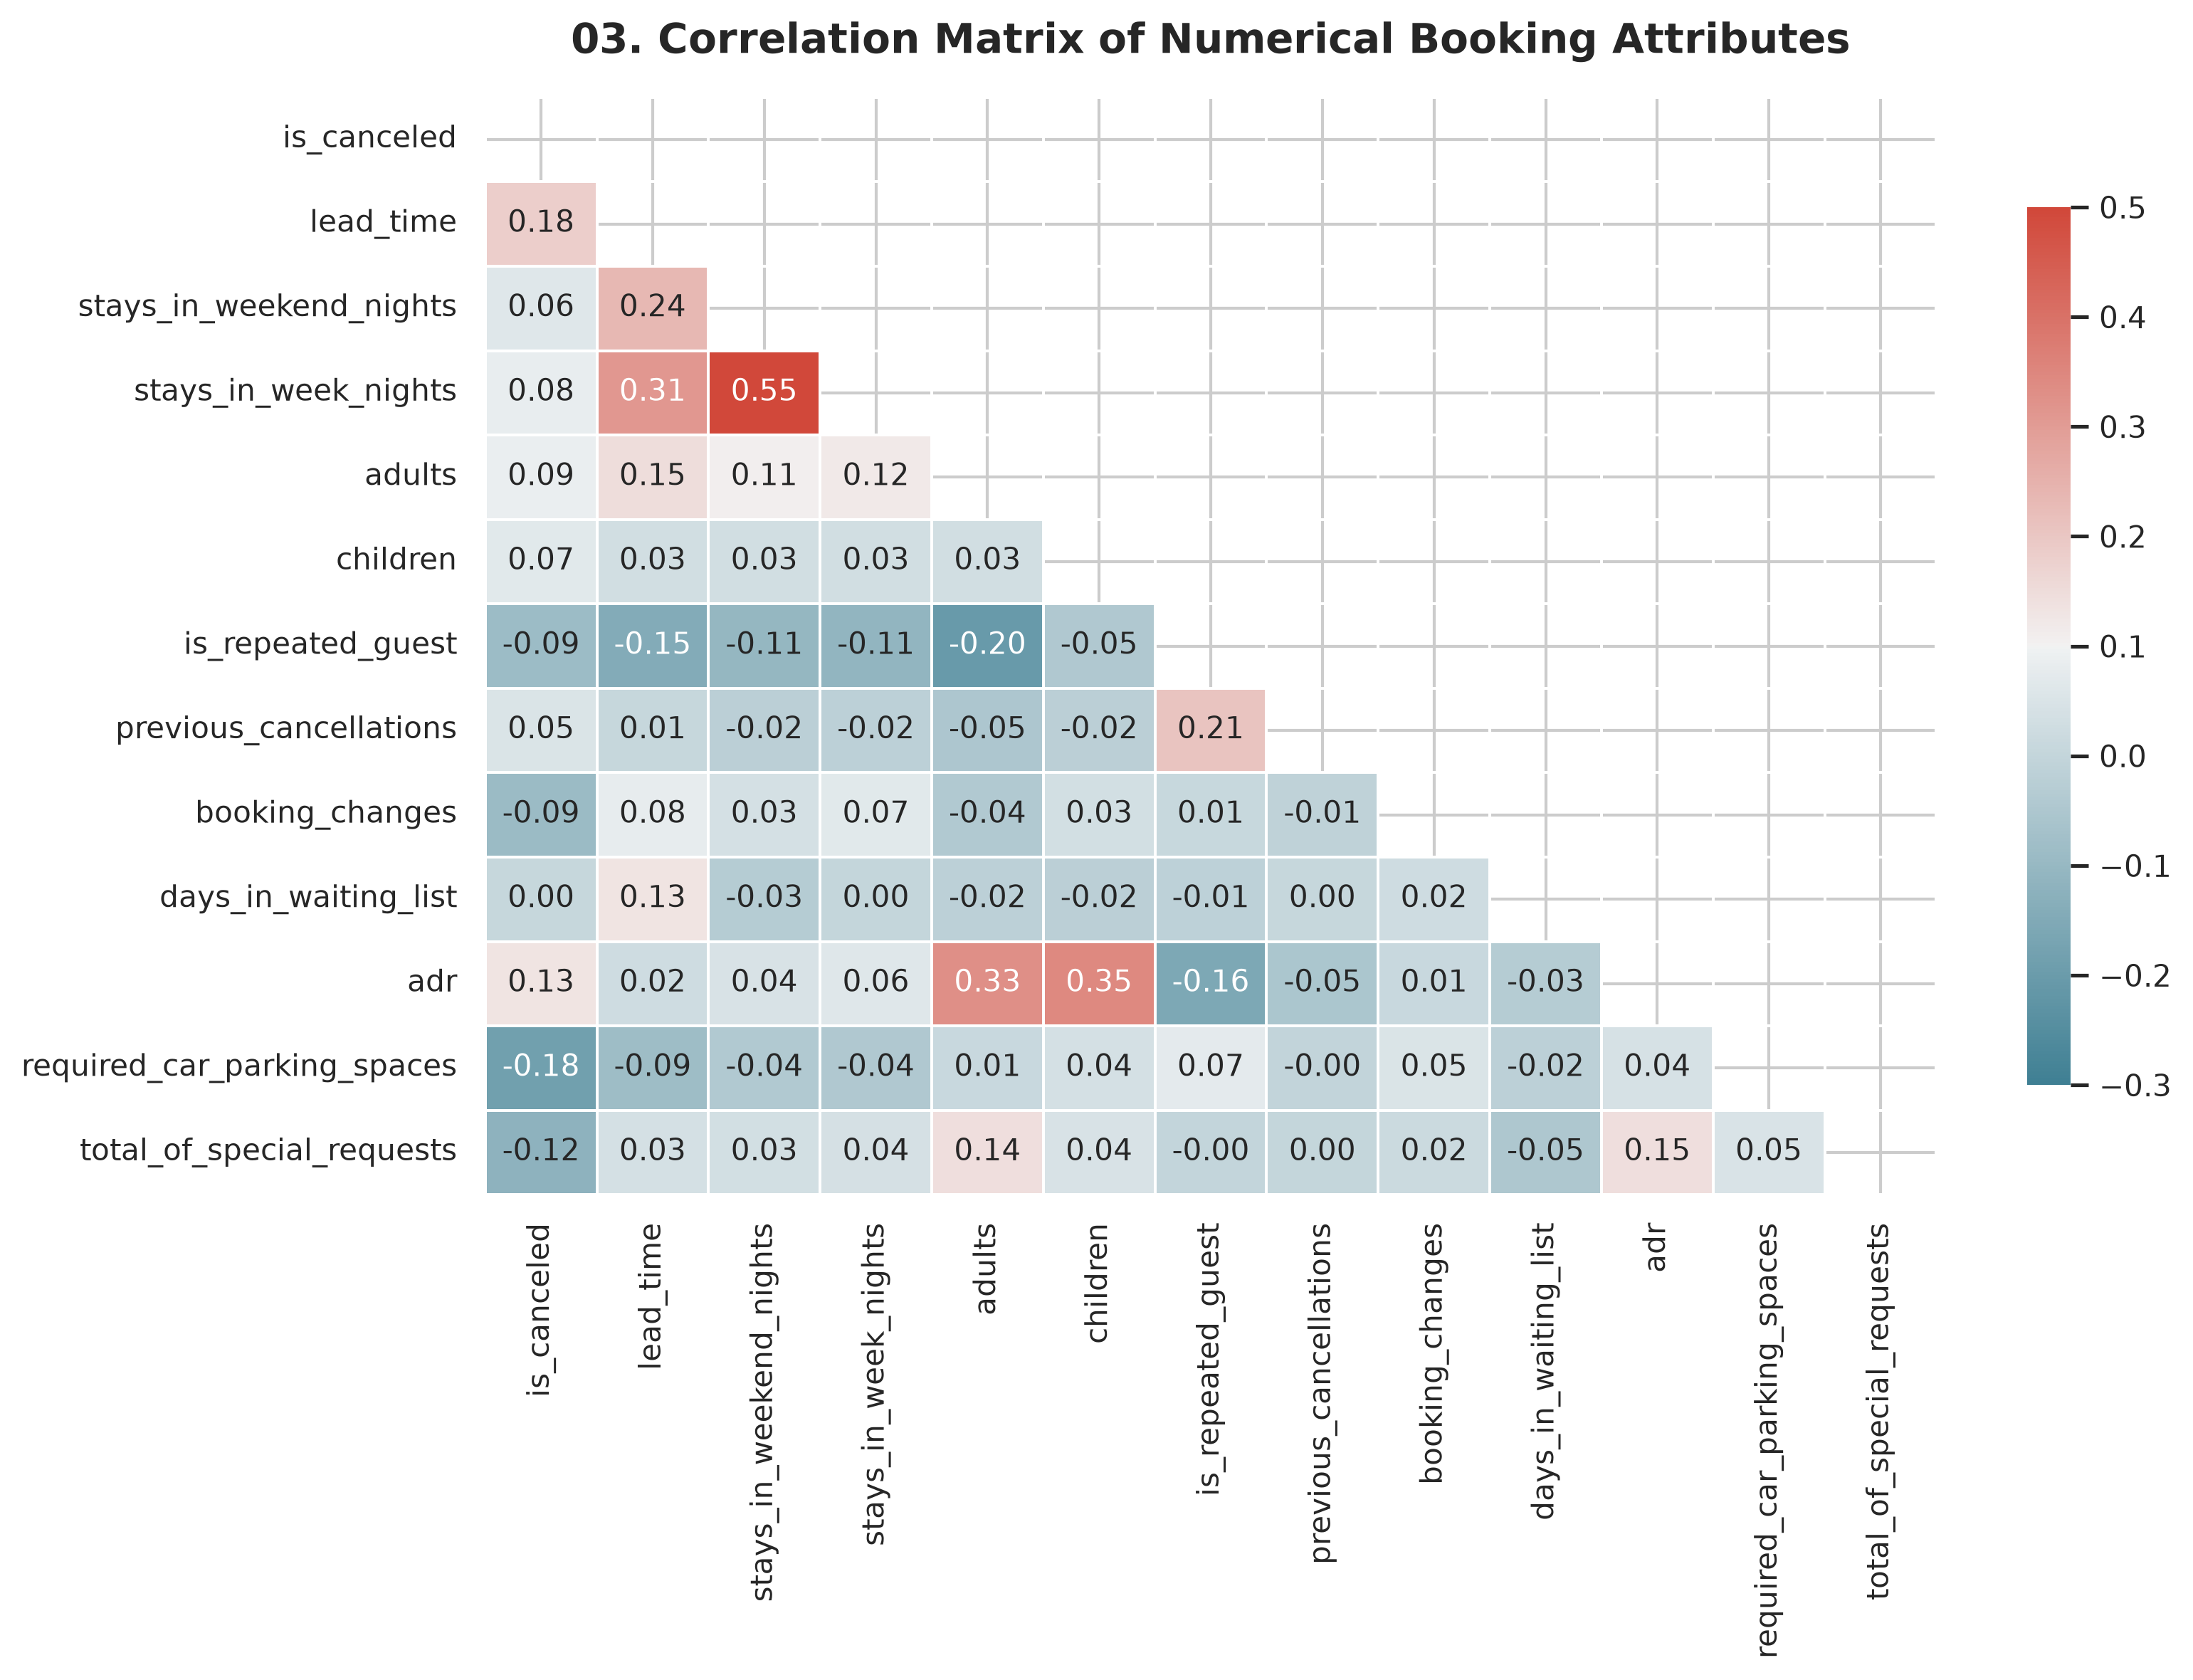 03. Correlation Matrix of Numerical Booking Attributes
is_canceled
lead_time 0.18
stays_in_weekend_nights 0.06 0.24
stays_in_week_nights 0.08 0.31 0.55
adults 0.09 0.15 0.11 0.12
children 0.07 0.03 0.03 0.03 0.03
is_repeated_guest -0.09 -0.15 -0.11 -0.11 -0.20 -0.05
previous_cancellations 0.05 0.01 -0.02 -0.02 -0.05 -0.02 0.21
booking_changes -0.09 0.08 0.03 0.07 -0.04 0.03 0.01 -0.01
days_in_waiting_list 0.00 0.13 -0.03 0.00 -0.02 -0.02 -0.01 0.00 0.02
adr 0.13 0.02 0.04 0.06 0.33 0.35 -0.16 -0.05 0.01 -0.03
required_car_parking_spaces -0.18 -0.09 -0.04 -0.04 0.01 0.04 0.07 -0.00 0.05 -0.02 0.04
total_of_special_requests -0.12 0.03 0.03 0.04 0.14 0.04 -0.00 0.00 0.02 -0.05 0.15 0.05
is_canceled
lead_time
stays_in_weekend_nights
stays_in_week_nights
adults
children
is_repeated_guest
previous_cancellations
booking_changes
days_in_waiting_list
adr
required_car_parking_spaces
total_of_special_requests
0.5
0.4
0.3
0.2
0.1
0.0
−0.1
−0.2
−0.3